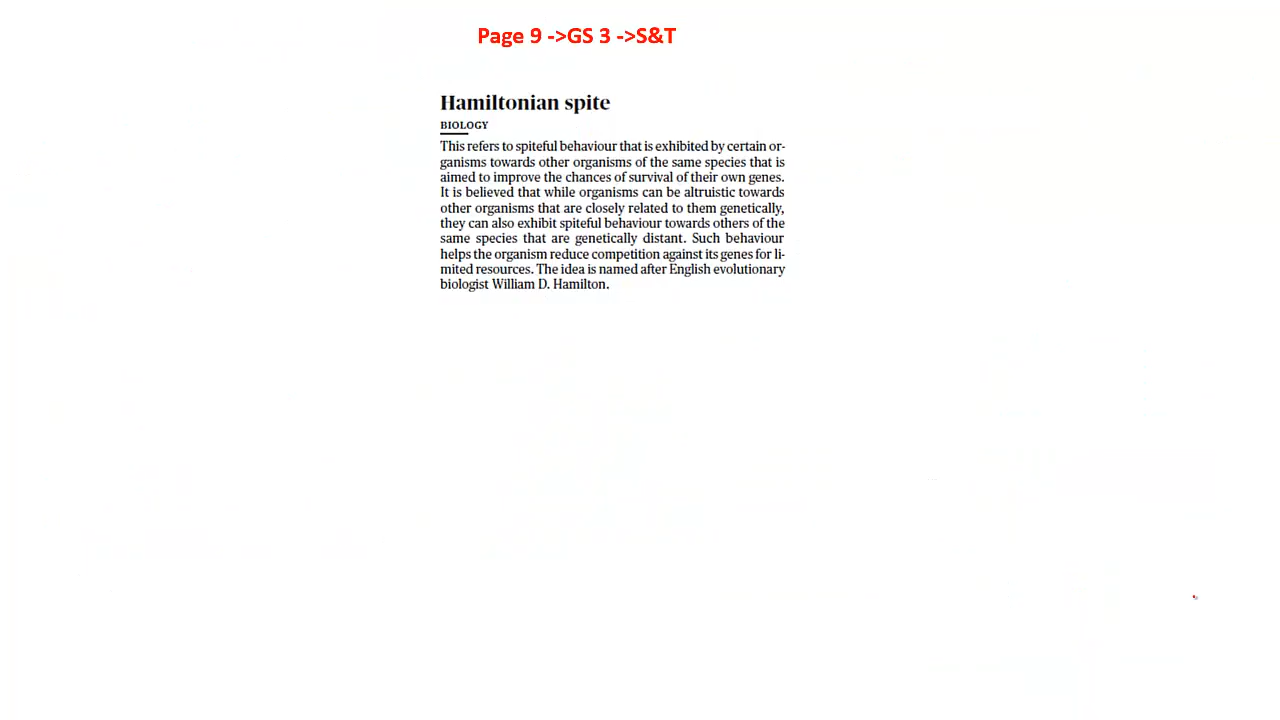 Page 9 ->GS 3 ->S&T
Hamiltonian spite
BIOLOGY
This refers to spiteful behaviour that is exhibited by certain or-
ganisms towards other organisms of the same species that is
aimed to improve the chances of survival of their own genes.
It is believed that while organisms can be altruistic towards
other organisms that are closely related to them genetically,
they can also exhibit spiteful behaviour towards others of the
same species that are genetically distant. Such behaviour
helps the organism reduce competition against its genes for li-
mited resources. The idea is named after English evolutionary
biologist William D. Hamilton.